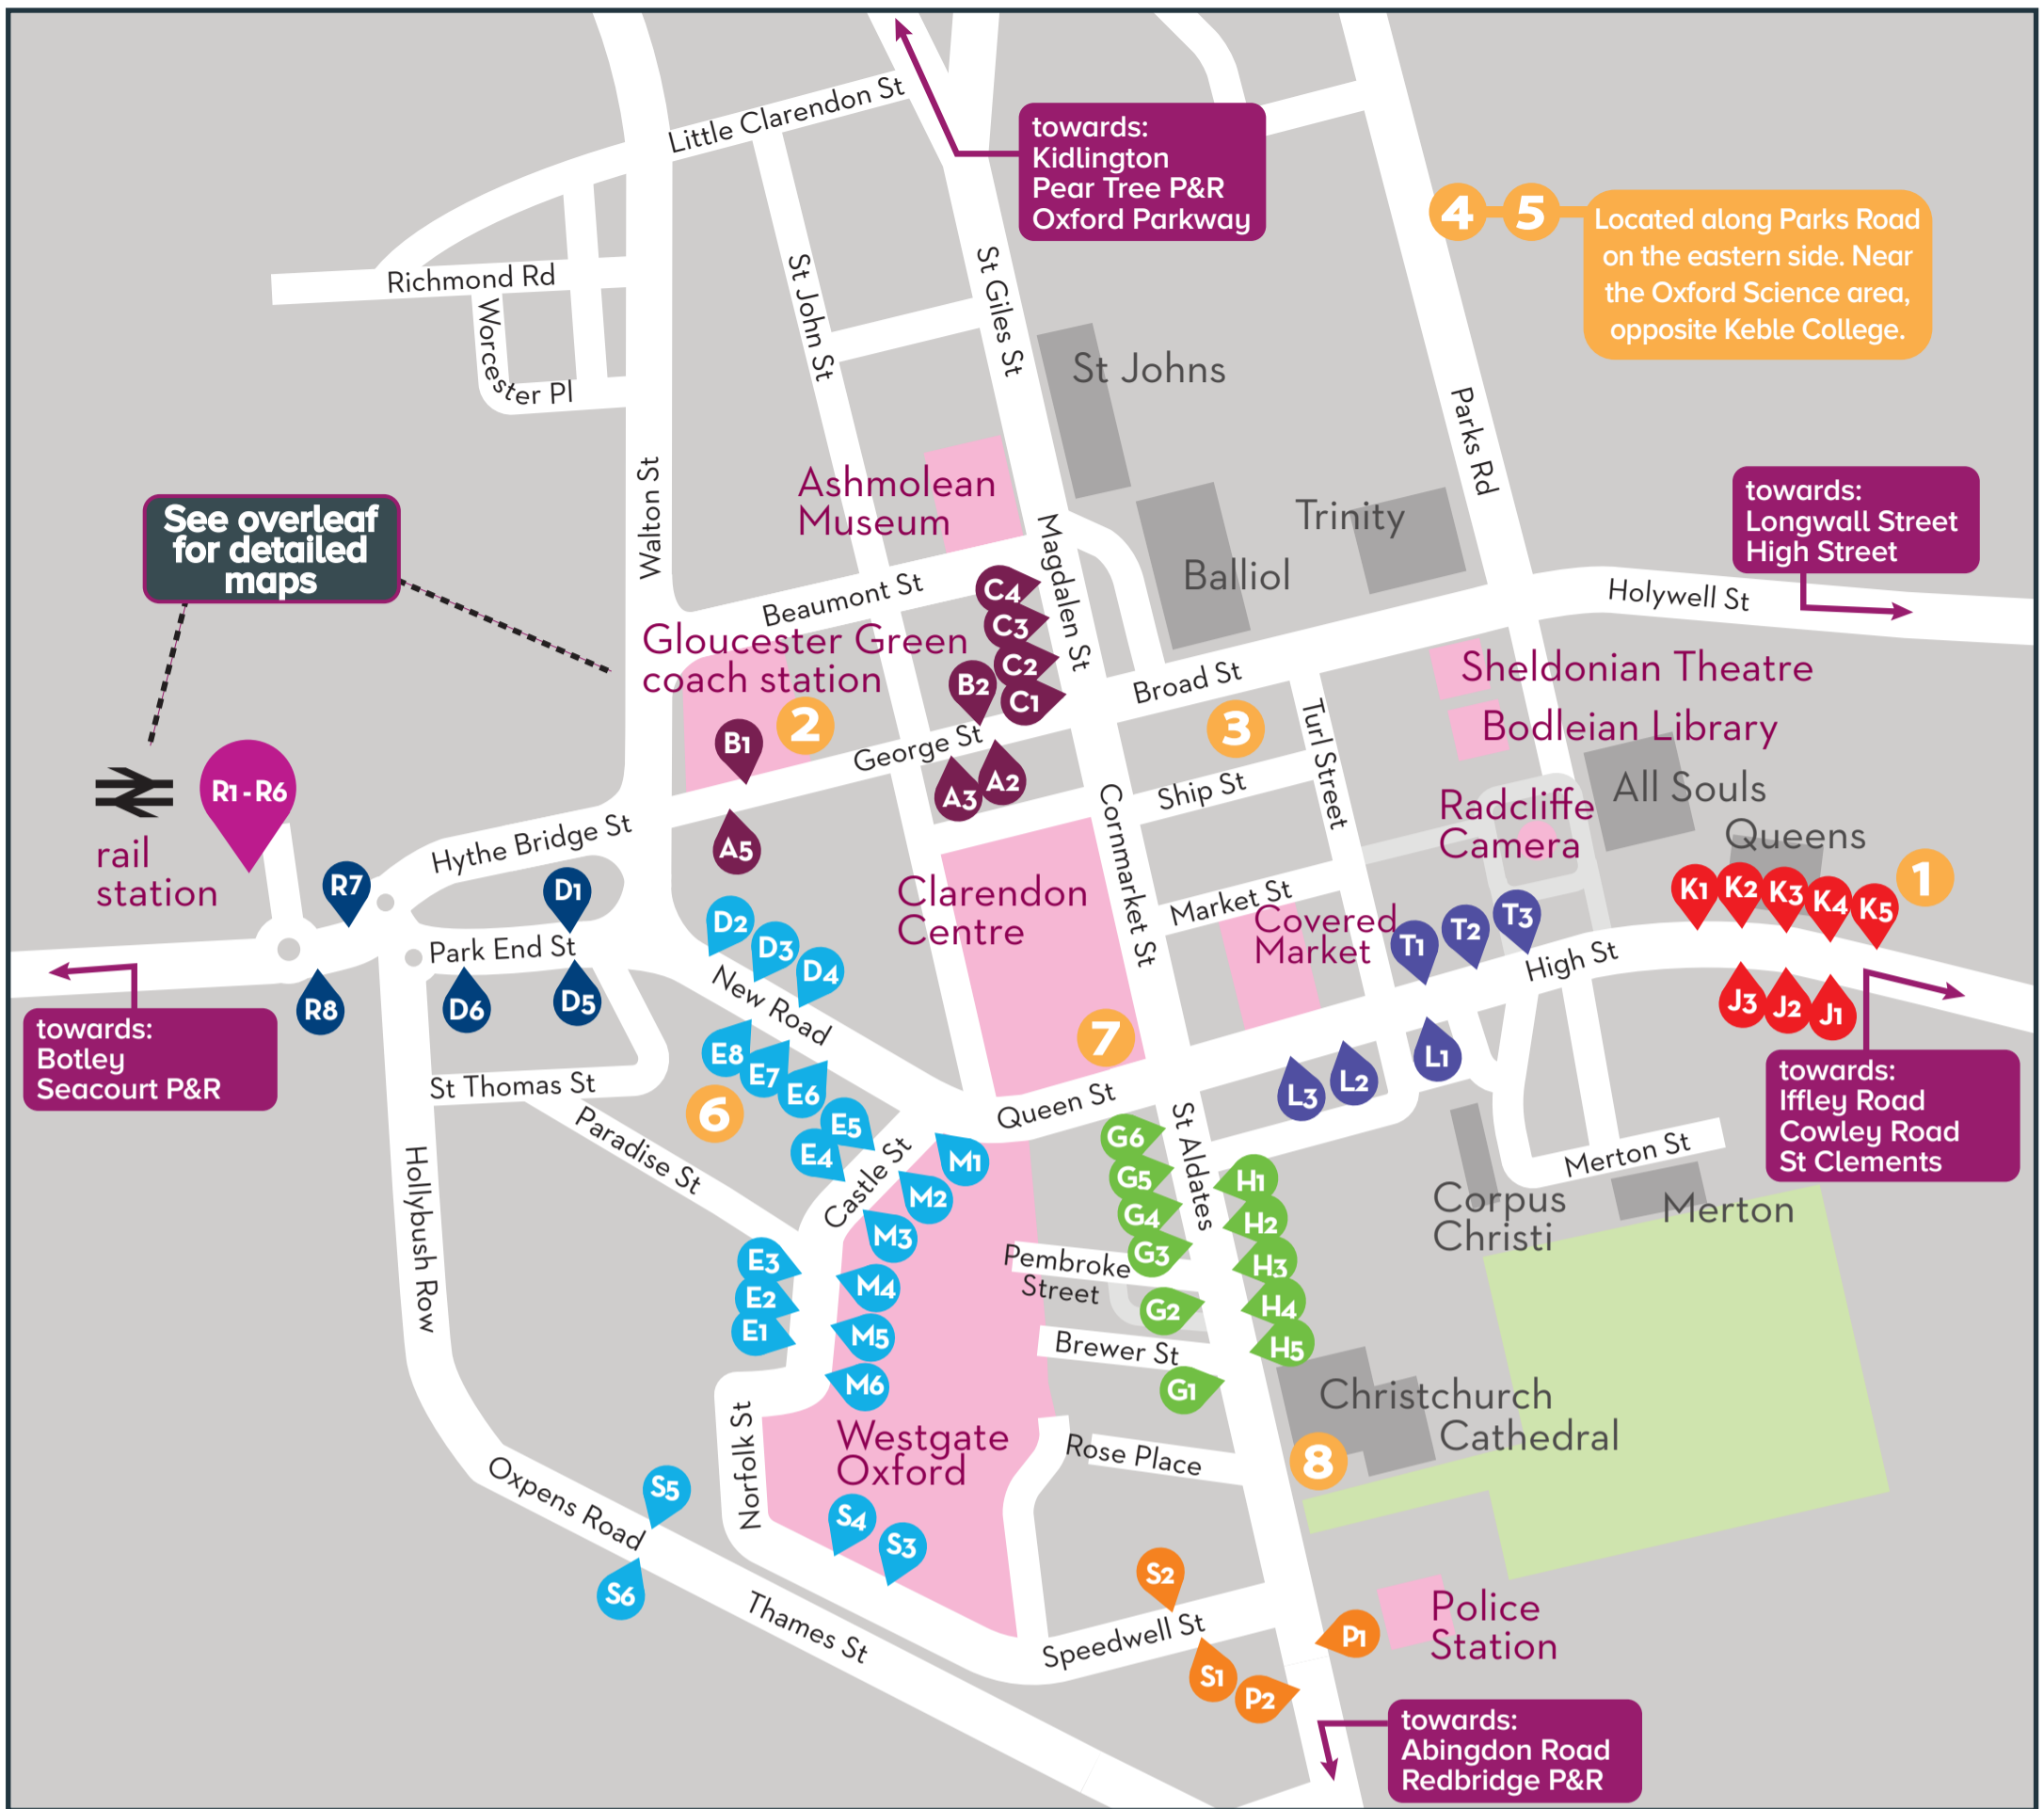 Little Clarendon St
towards:
Kidlington
Pear Tree P&R
Oxford Parkway
4
5
Located along Parks Road
on the eastern side. Near
the Oxford Science area,
opposite Keble College.
Richmond Rd
Worcester Pl
St John St
St Giles St
St Johns
Parks Rd
Walton St
Ashmolean
Museum
Magdalen St
Trinity
Balliol
towards:
Longwall Street
High Street
See overleaf
for detailed
maps
Beaumont St
Holywell St
C4
C3
C2
C1
B2
Gloucester Green
coach station
2
B1
Broad St
3
Sheldonian Theatre
Bodleian Library
George St
A3
A2
A5
Ship St
Turl Street
Cornmarket St
All Souls
Radcliffe
Camera
Queens
R1-R6
rail
station
Hythe Bridge St
R7
D1
Park End St
R8
D6
D5
D2
D3
D4
New Road
Clarendon
Centre
Market St
Covered
Market
T1
T2
T3
High St
K1
K2
K3
K4
K5
1
J3
J2
J1
towards:
Botley
Seacourt P&R
towards:
Iffley Road
Cowley Road
St Clements
St Thomas St
Paradise St
E8
E7
E6
E5
E4
6
7
Queen St
L3
L2
L1
Hollybush Row
Castle St
M1
M2
M3
M4
M5
M6
E3
E2
E1
G6
G5
G4
G3
G2
G1
St Aldates
H1
H2
H3
H4
H5
Merton St
Corpus
Christi
Merton
Pembroke
Street
Brewer St
Christchurch
Cathedral
8
Rose Place
Westgate
Oxford
Norfolk St
Oxpens Road
S5
S6
S4
S3
Thames St
S2
Speedwell St
S1
P2
P1
Police
Station
towards:
Abingdon Road
Redbridge P&R